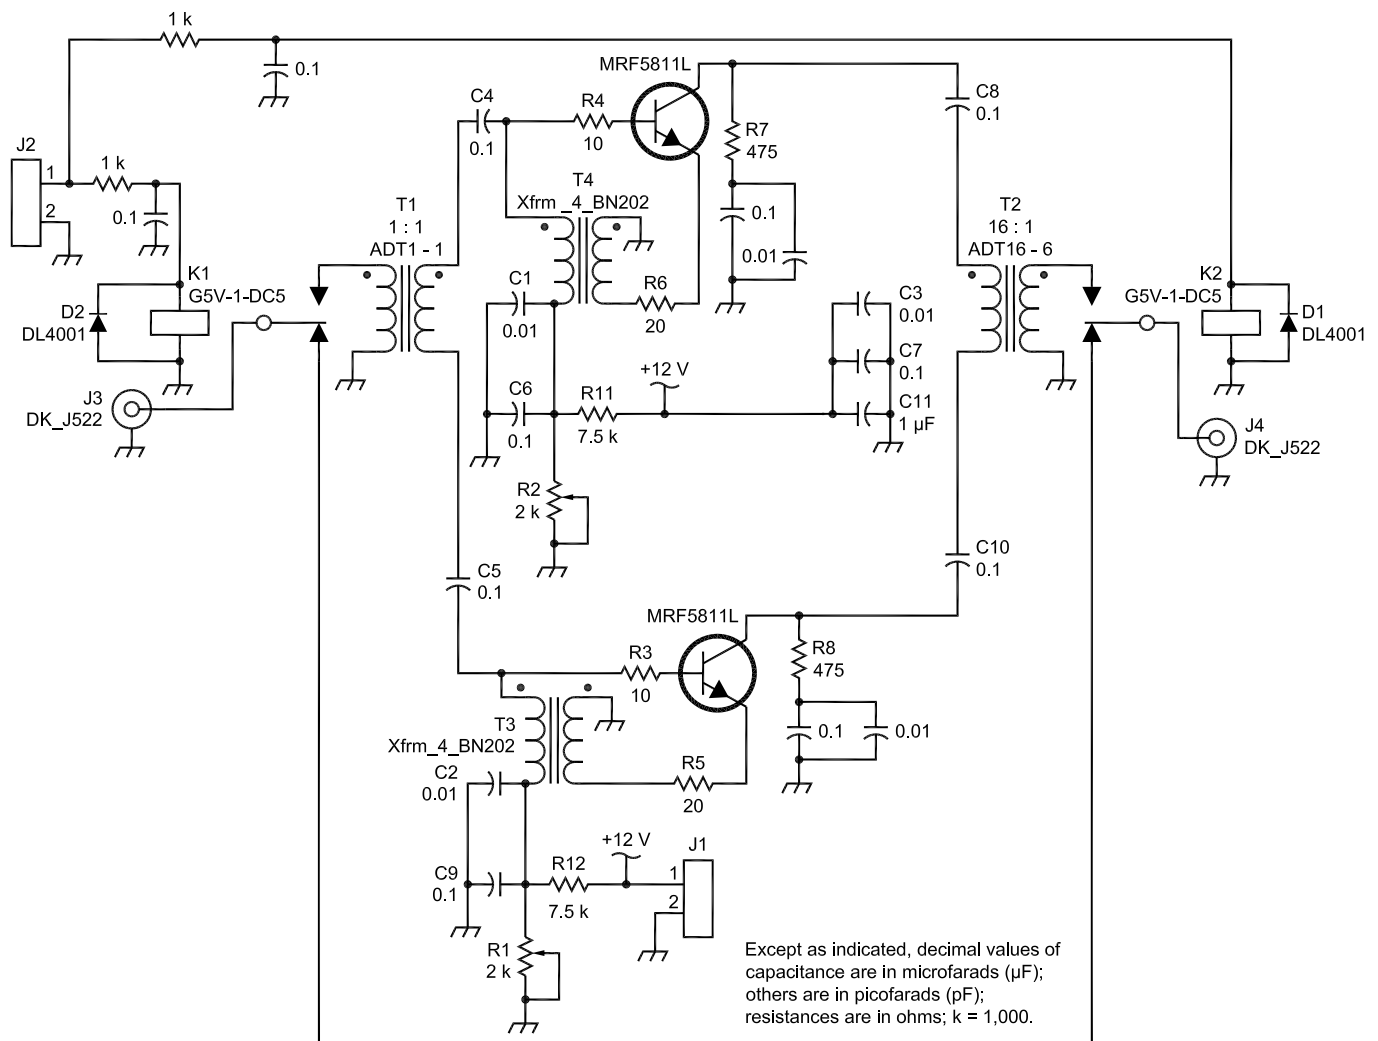 1 k
0.1
MRF5811L
C4
0.1
R4
10
R7
475
C8
0.1
J2
1
2
1 k
0.1
T4
Xfrm _4_BN202
0.1
0.01
T1
1 : 1
ADT1 - 1
T2
16 : 1
ADT16 - 6
K1
G5V-1-DC5
D2
DL4001
C1
0.01
R6
20
C3
0.01
C7
0.1
C11
1 µF
K2
G5V-1-DC5
D1
DL4001
+12 V
J3
DK_J522
C6
0.1
R11
7.5 k
J4
DK_J522
R2
2 k
C5
0.1
C10
0.1
MRF5811L
R3
10
R8
475
T3
Xfrm_4_BN202
0.1
0.01
C2
0.01
R5
20
+12 V
J1
1
2
C9
0.1
R12
7.5 k
R1
2 k
Except as indicated, decimal values of
capacitance are in microfarads (µF);
others are in picofarads (pF);
resistances are in ohms; k = 1,000.